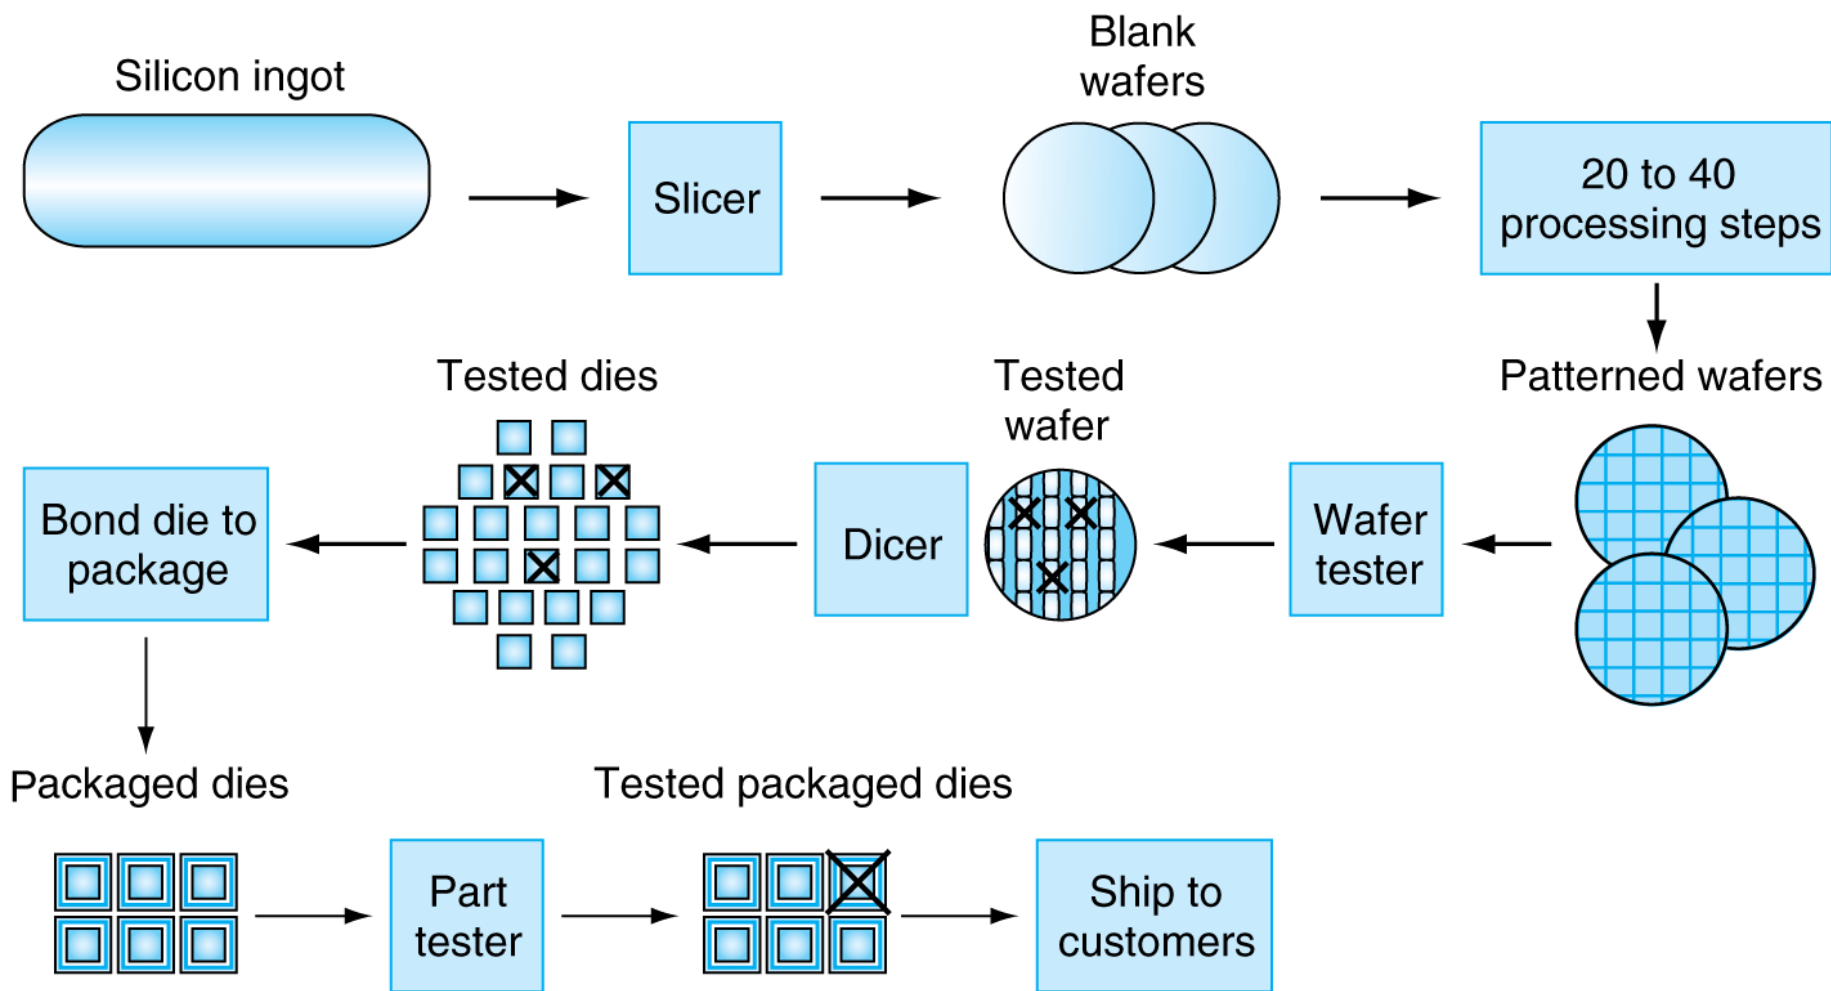 Silicon ingot
Slicer
Blank
wafers
20 to 40
processing steps
Patterned wafers
Wafer
tester
Tested
wafer
Dicer
Tested dies
Bond die to
package
Packaged dies
Part
tester
Tested packaged dies
Ship to
customers